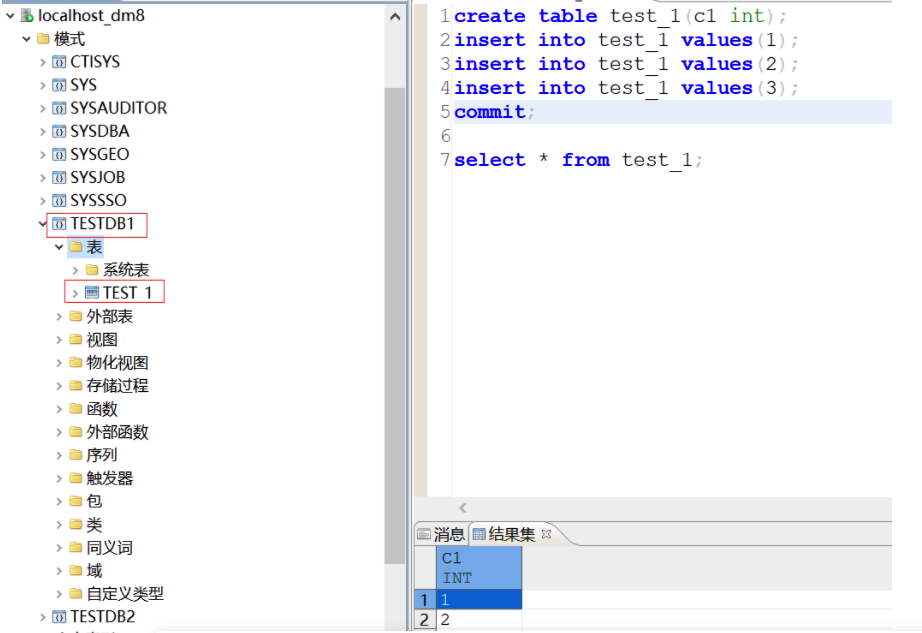 localhost_dm8
模式
CTISYS
SYS
SYSAUDITOR
SYSDBA
SYSGEO
SYSJOB
SYSSSO
TESTDB1
表
系统表
TEST_1
外部表
视图
物化视图
存储过程
函数
外部函数
序列
触发器
包
类
同义词
域
自定义类型
TESTDB2
1 create table test_1(c1 int);
2 insert into test_1 values(1);
3 insert into test_1 values(2);
4 insert into test_1 values(3);
5 commit;
6
7 select * from test_1;
消息 结果集
C1
INT
1 1
2 2